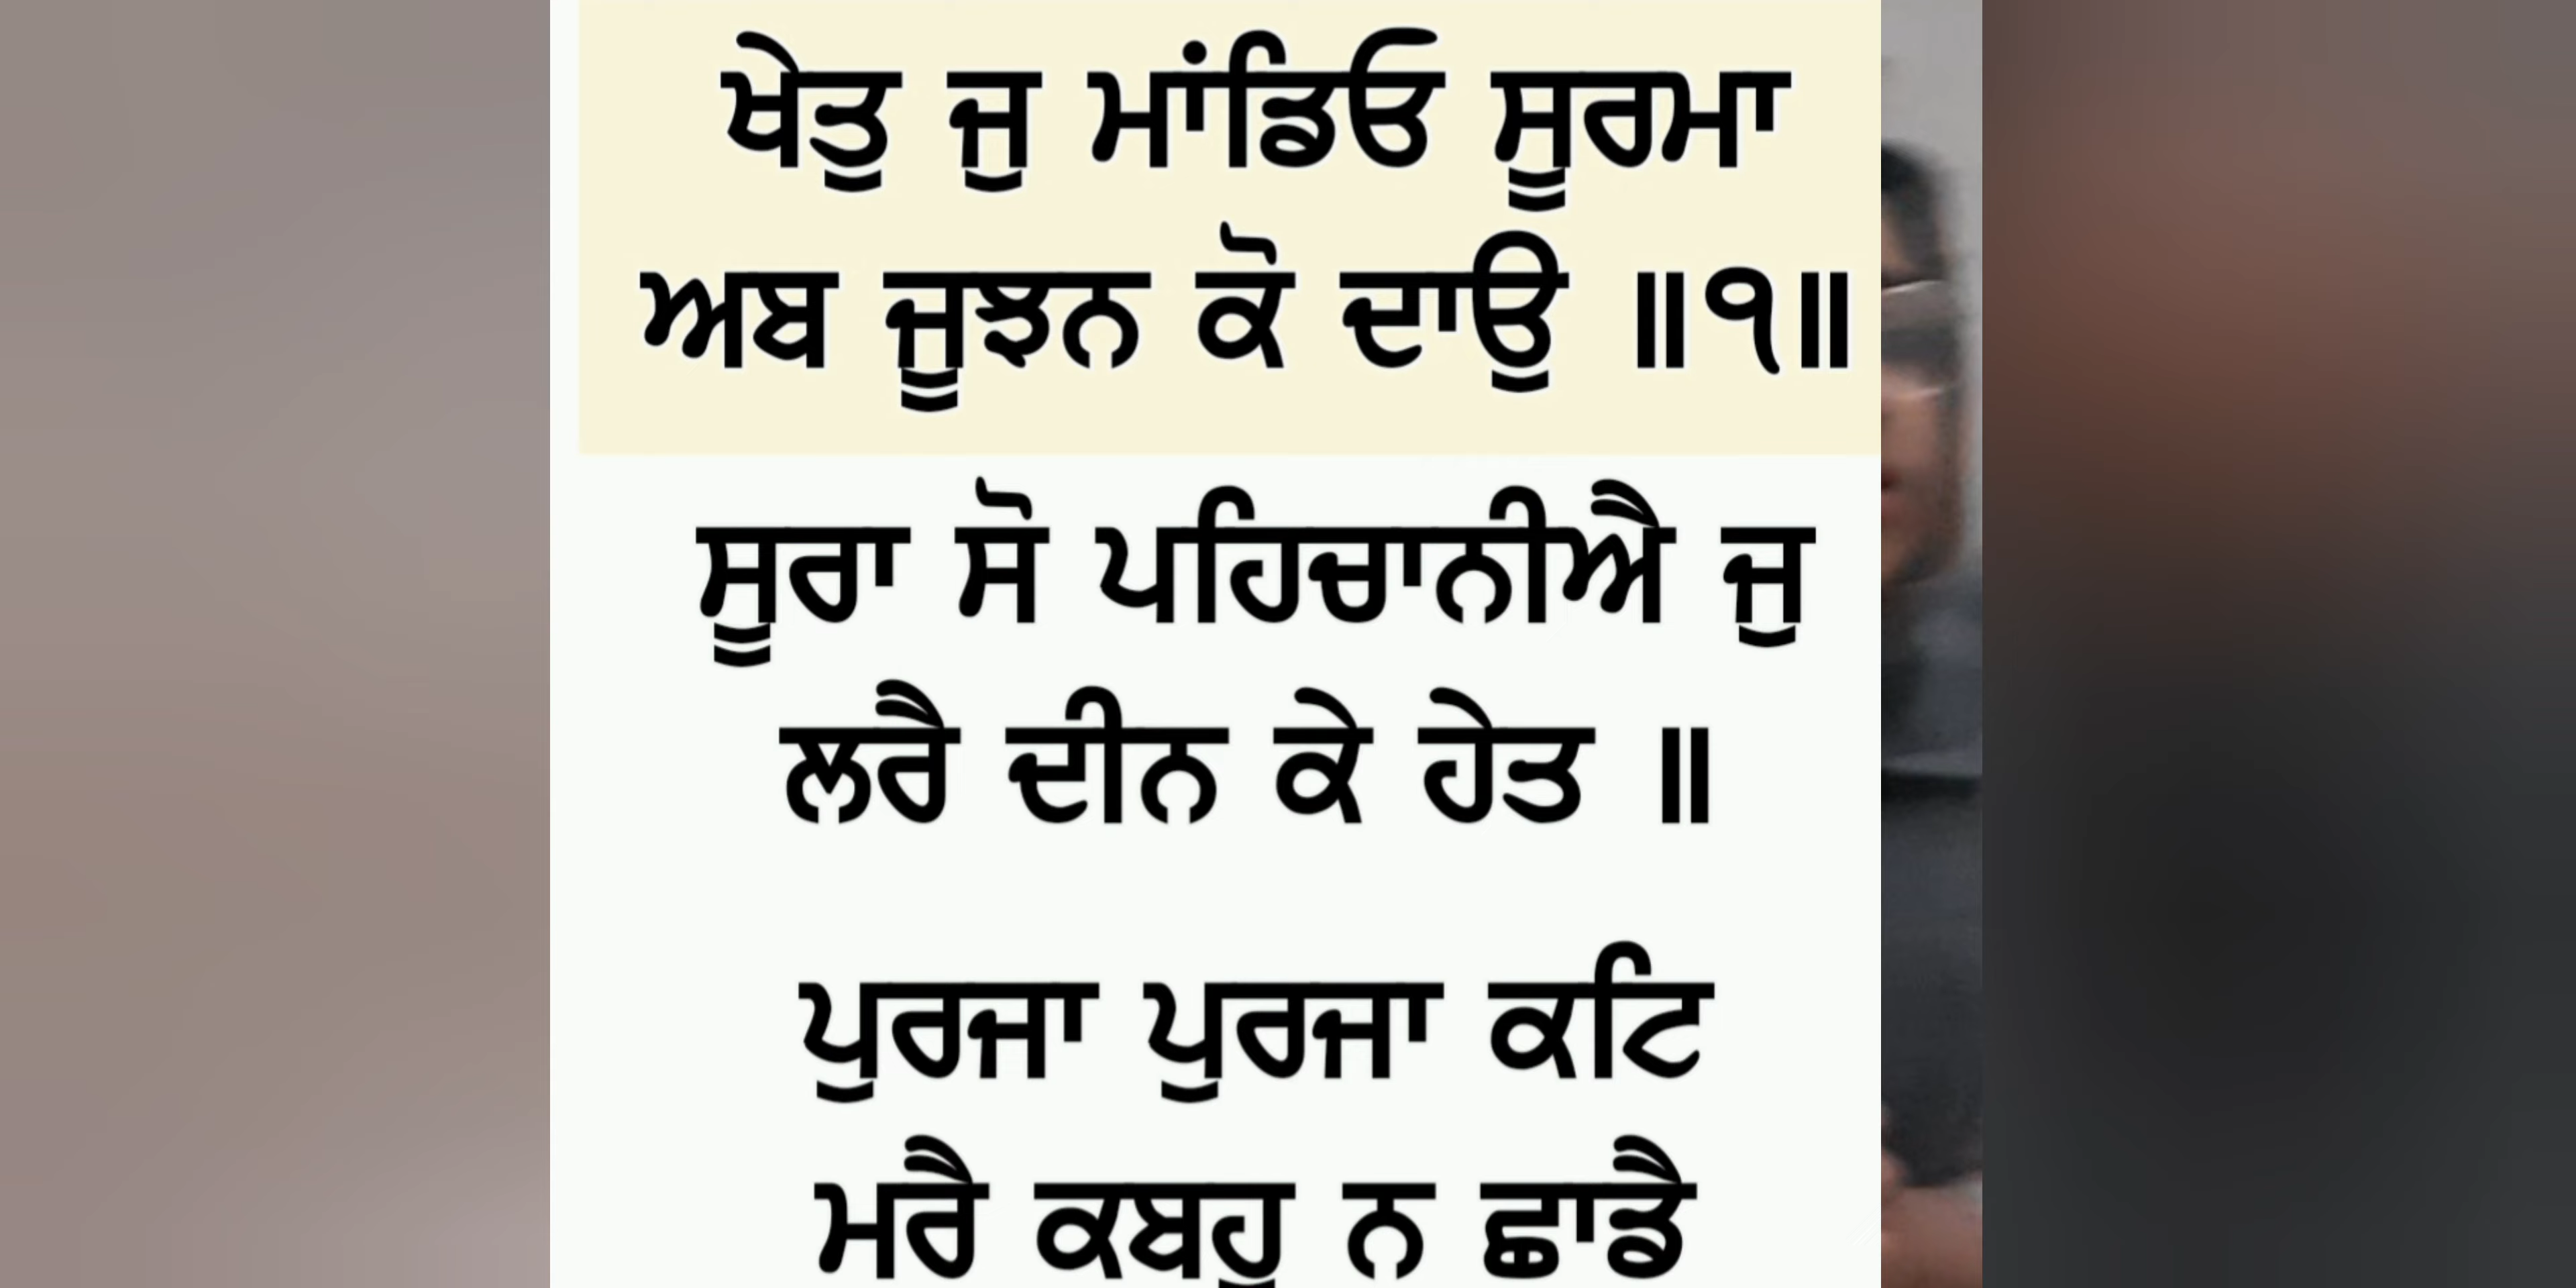 ਖੇਤੁ ਜੁ ਮਾਂਡਿਓ ਸੂਰਮਾ
ਅਬ ਜੂਝਨ ਕੋ ਦਾਉ ॥੧॥
ਸੂਰਾ ਸੋ ਪਹਿਚਾਨੀਐ ਜੁ
ਲਰੈ ਦੀਨ ਕੇ ਹੇਤ ॥
ਪੁਰਜਾ ਪੁਰਜਾ ਕਟਿ
ਮਰੈ ਕਬਹੂ ਨ ਛਾਡੈ